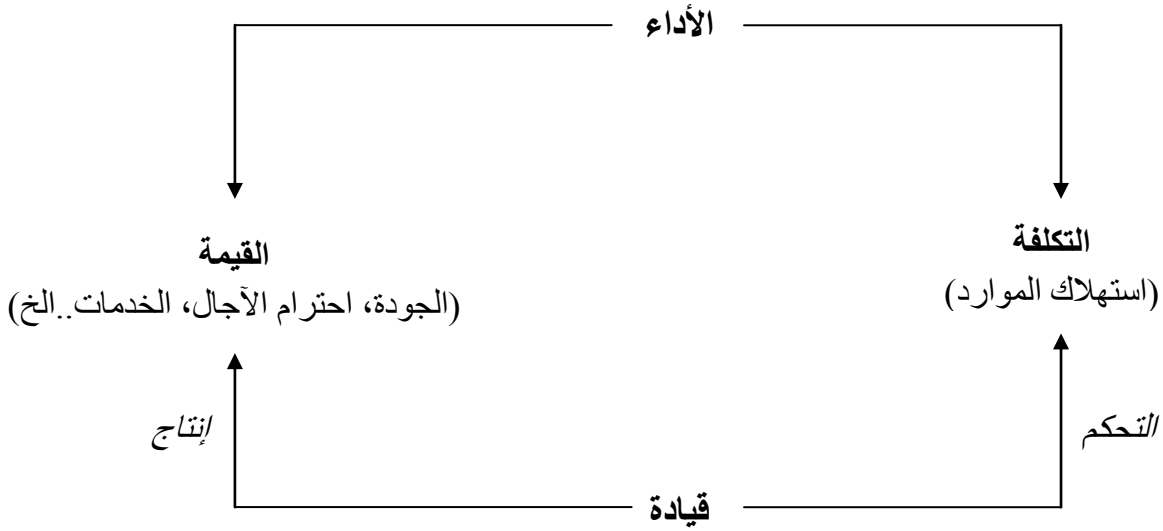 الأداء
التكلفة
(استهلاك الموارد)
القيمة
(الجودة، احترام الآجال، الخدمات..الخ)
التحكم
إنتاج
قيادة